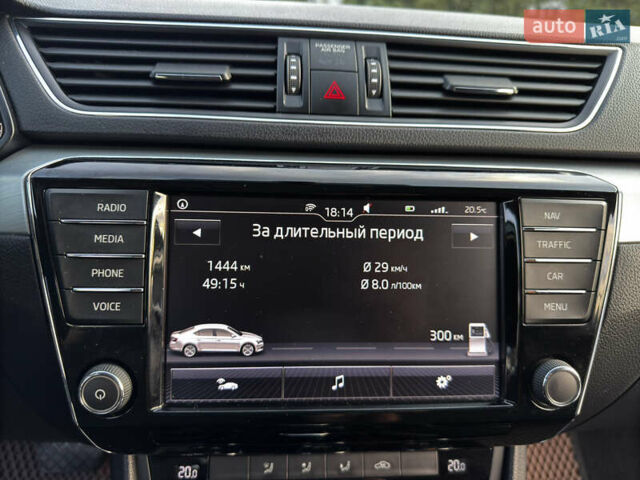 auto RIA .com
PASSENGER
AIR BAG
RADIO
MEDIA
PHONE
VOICE
18:14
20.5°C
За длительный период
1444 км
Ø 29 км/ч
49:15 ч
Ø 8.0 л/100км
300 км
NAV
TRAFFIC
CAR
MENU
20.0
20.0